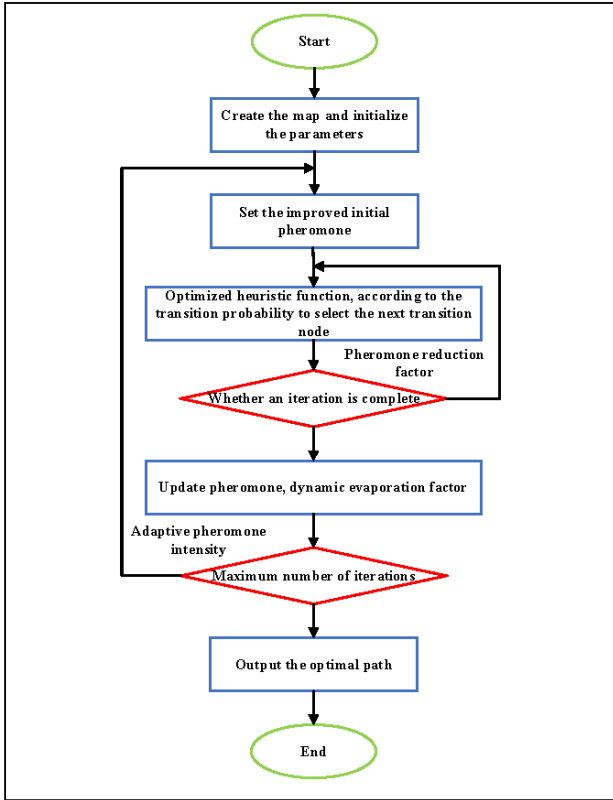 Start
Create the map and initialize
the parameters
Set the improved initial
pheromone
Optimized heuristic function, according to the
transition probability to select the next transition
node
Pheromone reduction
factor
Whether an iteration is complete
Update pheromone, dynamic evaporation factor
Adaptive pheromone
intensity
Maximum number of iterations
Output the optimal path
End